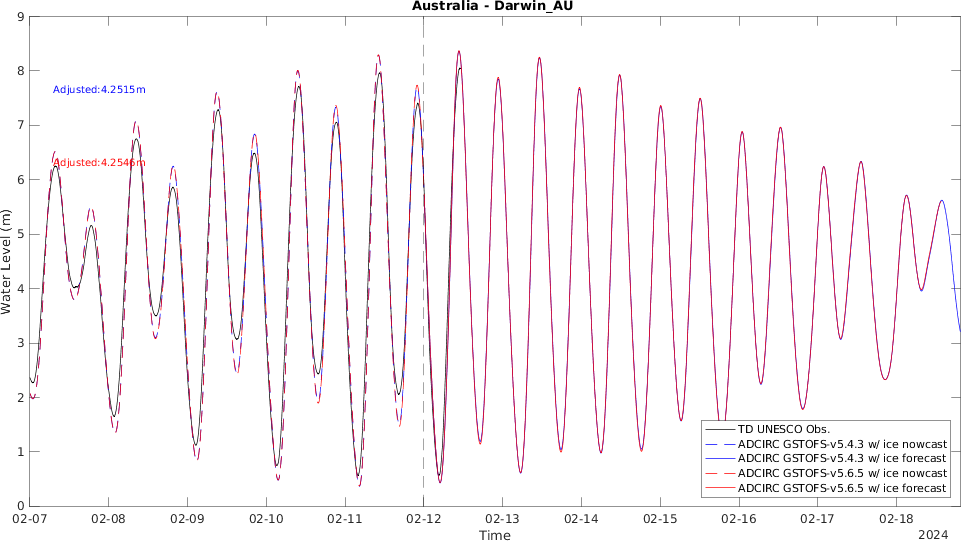 Australia - Darwin_AU
9
8
7
6
5
4
3
2
1
0
Water Level (m)
Adjusted:4.2515m
Adjusted:4.2546m
TD UNESCO Obs.
ADCIRC GSTOFS-v5.4.3 w/ ice nowcast
ADCIRC GSTOFS-v5.4.3 w/ ice forecast
ADCIRC GSTOFS-v5.6.5 w/ ice nowcast
ADCIRC GSTOFS-v5.6.5 w/ ice forecast
02-07 02-08 02-09 02-10 02-11 02-12 02-13 02-14 02-15 02-16 02-17 02-18
Time
2024